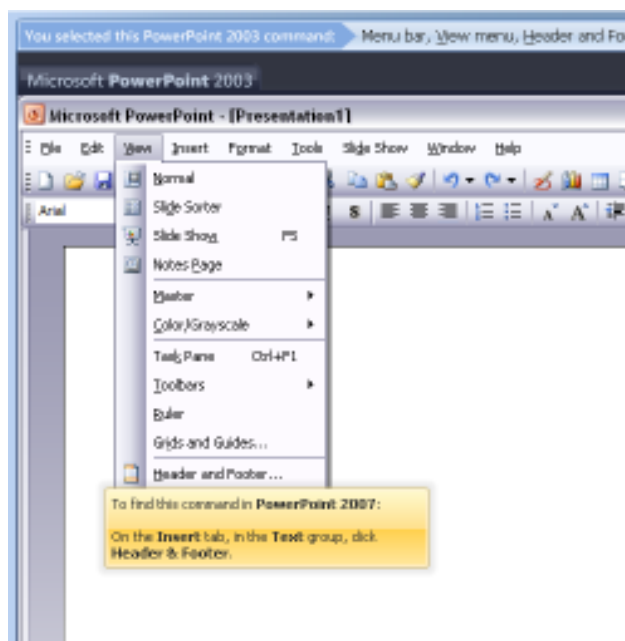 You selected this PowerPoint 2003 command: Menu bar, View menu, Header and Fo
Microsoft PowerPoint 2003
Microsoft PowerPoint - [Presentation1]
File Edit View Insert Format Tools Slide Show Window Help
Arial
S
A A
Normal
Slide Sorter
Slide Show F5
Notes Page
Master
Color/Grayscale
Task Pane Ctrl+F1
Toolbars
Ruler
Grids and Guides...
Header and Footer...
To find this command in PowerPoint 2007:
On the Insert tab, in the Text group, click
Header & Footer.